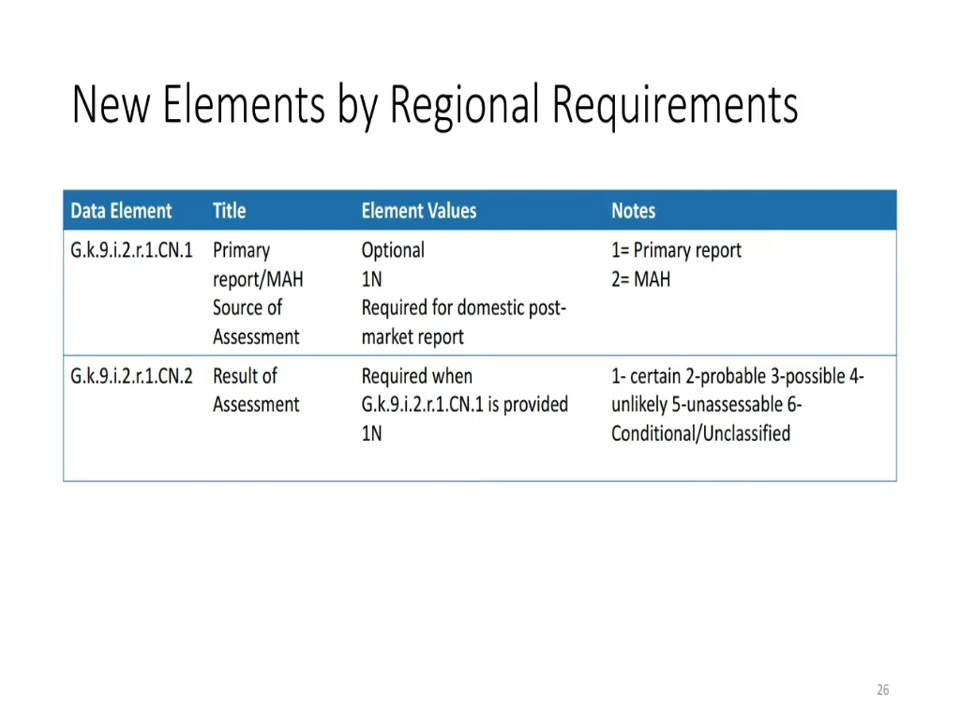 New Elements by Regional Requirements
Data Element Title Element Values Notes
G.k.9.i.2.r.1.CN.1 Primary Optional 1= Primary report
report/MAH 1N 2= MAH
Source of Required for domestic post-
Assessment market report
G.k.9.i.2.r.1.CN.2 Result of Required when 1- certain 2-probable 3-possible 4-
Assessment G.k.9.i.2.r.1.CN.1 is provided unlikely 5-unassessable 6-
1N Conditional/Unclassified
26